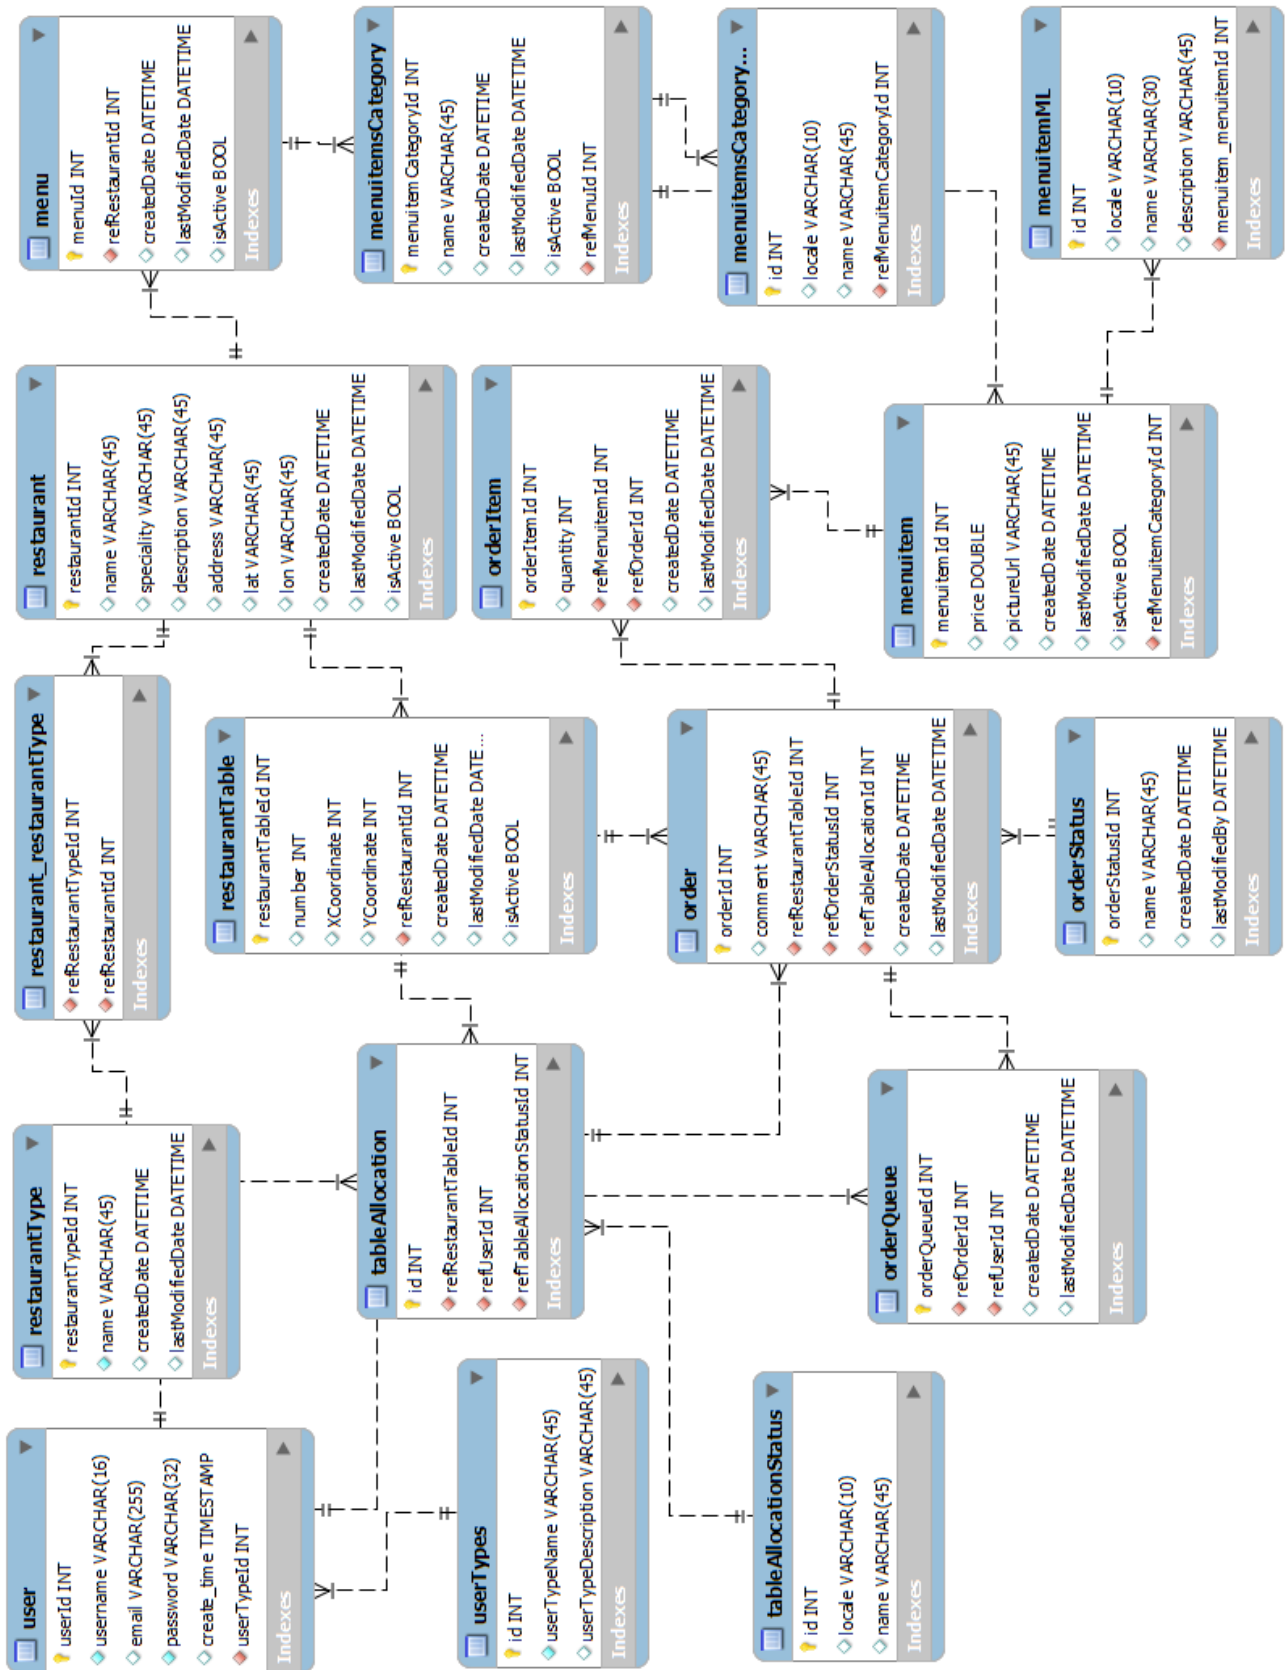 user
userId INT
username VARCHAR(16)
email VARCHAR(255)
password VARCHAR(32)
create_time TIMESTAMP
userTypeId INT
Indexes
restaurantType
restaurantTypeId INT
name VARCHAR(45)
createdDate DATETIME
lastModifiedDate DATETIME
Indexes
restaurant_restaurantType
refRestaurantTypeId INT
refRestaurantId INT
Indexes
restaurant
restaurantId INT
name VARCHAR(45)
speciality VARCHAR(45)
description VARCHAR(45)
address VARCHAR(45)
lat VARCHAR(45)
lon VARCHAR(45)
createdDate DATETIME
lastModifiedDate DATETIME
isActive BOOL
Indexes
menu
menuId INT
refRestaurantId INT
createdDate DATETIME
lastModifiedDate DATETIME
isActive BOOL
Indexes
userTypes
id INT
userTypeName VARCHAR(45)
userTypeDescription VARCHAR(45)
Indexes
tableAllocation
id INT
refRestaurantTableId INT
refUserId INT
refTableAllocationStatusId INT
Indexes
restaurantTable
restaurantTableId INT
number INT
XCoordinate INT
YCoordinate INT
refRestaurantId INT
createdDate DATETIME
lastModifiedDate DATE...
isActive BOOL
Indexes
orderItem
orderItemId INT
quantity INT
refMenuitemId INT
refOrderId INT
createdDate DATETIME
lastModifiedDate DATETIME
Indexes
menuitemsCategory
menuitemCategoryId INT
name VARCHAR(45)
createdDate DATETIME
lastModifiedDate DATETIME
isActive BOOL
refMenuId INT
Indexes
tableAllocationStatus
id INT
locale VARCHAR(10)
name VARCHAR(45)
Indexes
orderQueue
orderQueueId INT
refOrderId INT
refUserId INT
createdDate DATETIME
lastModifiedDate DATETIME
Indexes
order
orderId INT
comment VARCHAR(45)
refRestaurantTableId INT
refOrderStatusId INT
refTableAllocationId INT
createdDate DATETIME
lastModifiedDate DATETIME
Indexes
menuitem
menuitemId INT
price DOUBLE
pictureUrl VARCHAR(45)
createdDate DATETIME
lastModifiedDate DATETIME
isActive BOOL
refMenuitemCategoryId INT
Indexes
menuitemsCategory...
id INT
locale VARCHAR(10)
name VARCHAR(45)
refMenuitemCategoryId INT
Indexes
orderStatus
orderStatusId INT
name VARCHAR(45)
createdDate DATETIME
lastModifiedBy DATETIME
Indexes
menuitemML
id INT
locale VARCHAR(10)
name VARCHAR(30)
description VARCHAR(45)
menuitem_menuitemId INT
Indexes